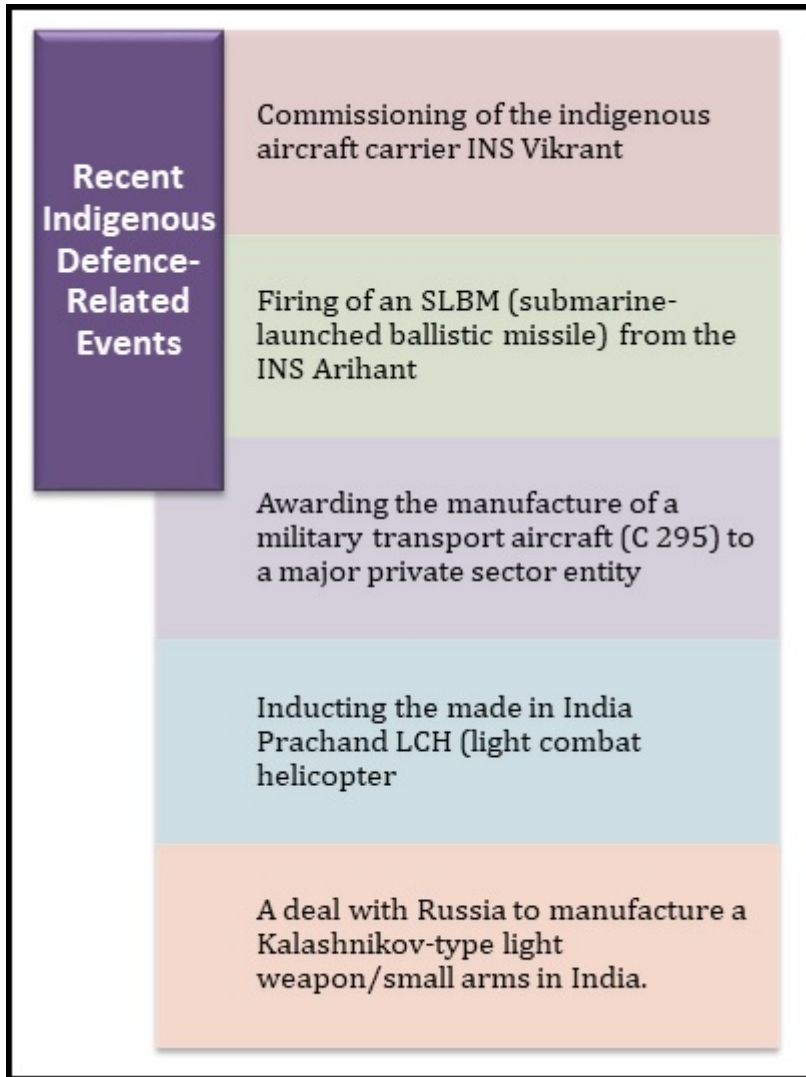 Recent
Indigenous
Defence-
Related
Events
Commissioning of the indigenous
aircraft carrier INS Vikrant
Firing of an SLBM (submarine-
launched ballistic missile) from the
INS Arihant
Awarding the manufacture of a
military transport aircraft (C 295) to
a major private sector entity
Inducting the made in India
Prachand LCH (light combat
helicopter
A deal with Russia to manufacture a
Kalashnikov-type light
weapon/small arms in India.